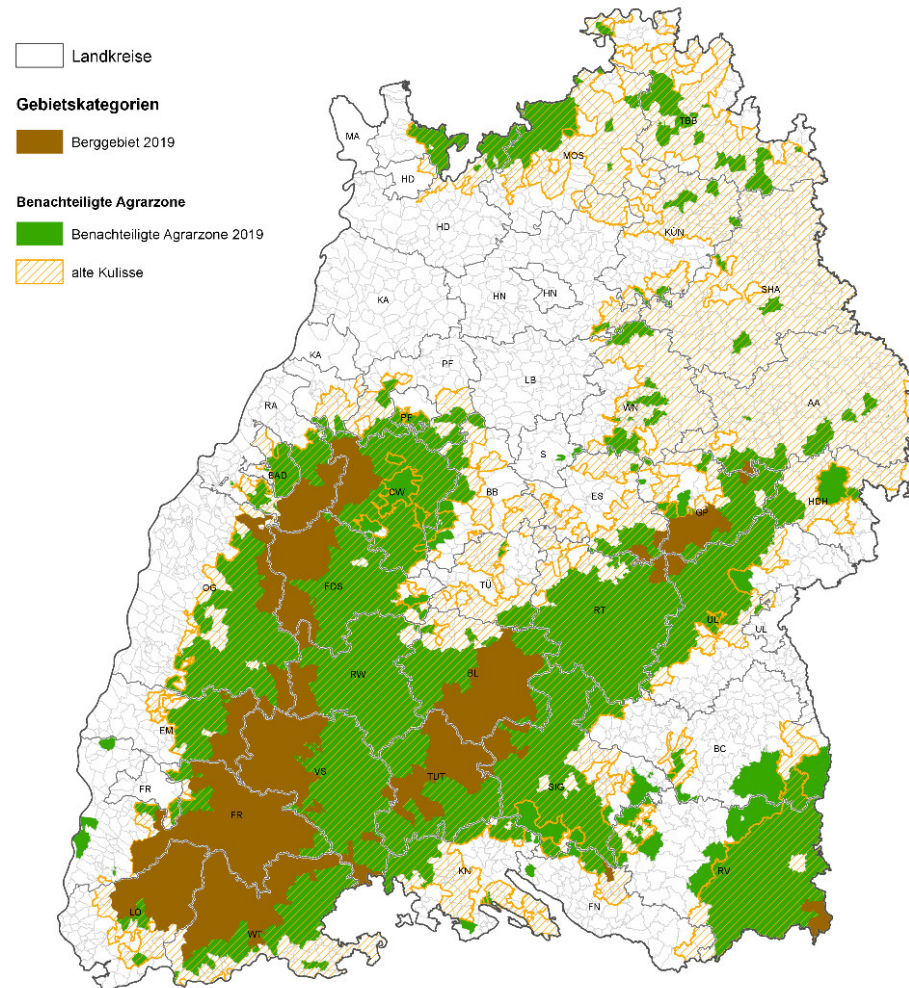 Landkreise
Gebietskategorien
Berggebiet 2019
Benachteiligte Agrarzone
Benachteiligte Agrarzone 2019
alte Kulisse
TBB
MA
MOS
HD
HD
KÜN
HN
HN
SHA
KA
KA
PF
LB
RA
AA
WN
PF
S
BAD
CW
BB
ES
HDH
GP
OG
FDS
TÜ
RT
UL
UL
RW
BL
EM
BC
VS
TUT
SIG
FR
FR
RV
KN
FN
LÖ
WT